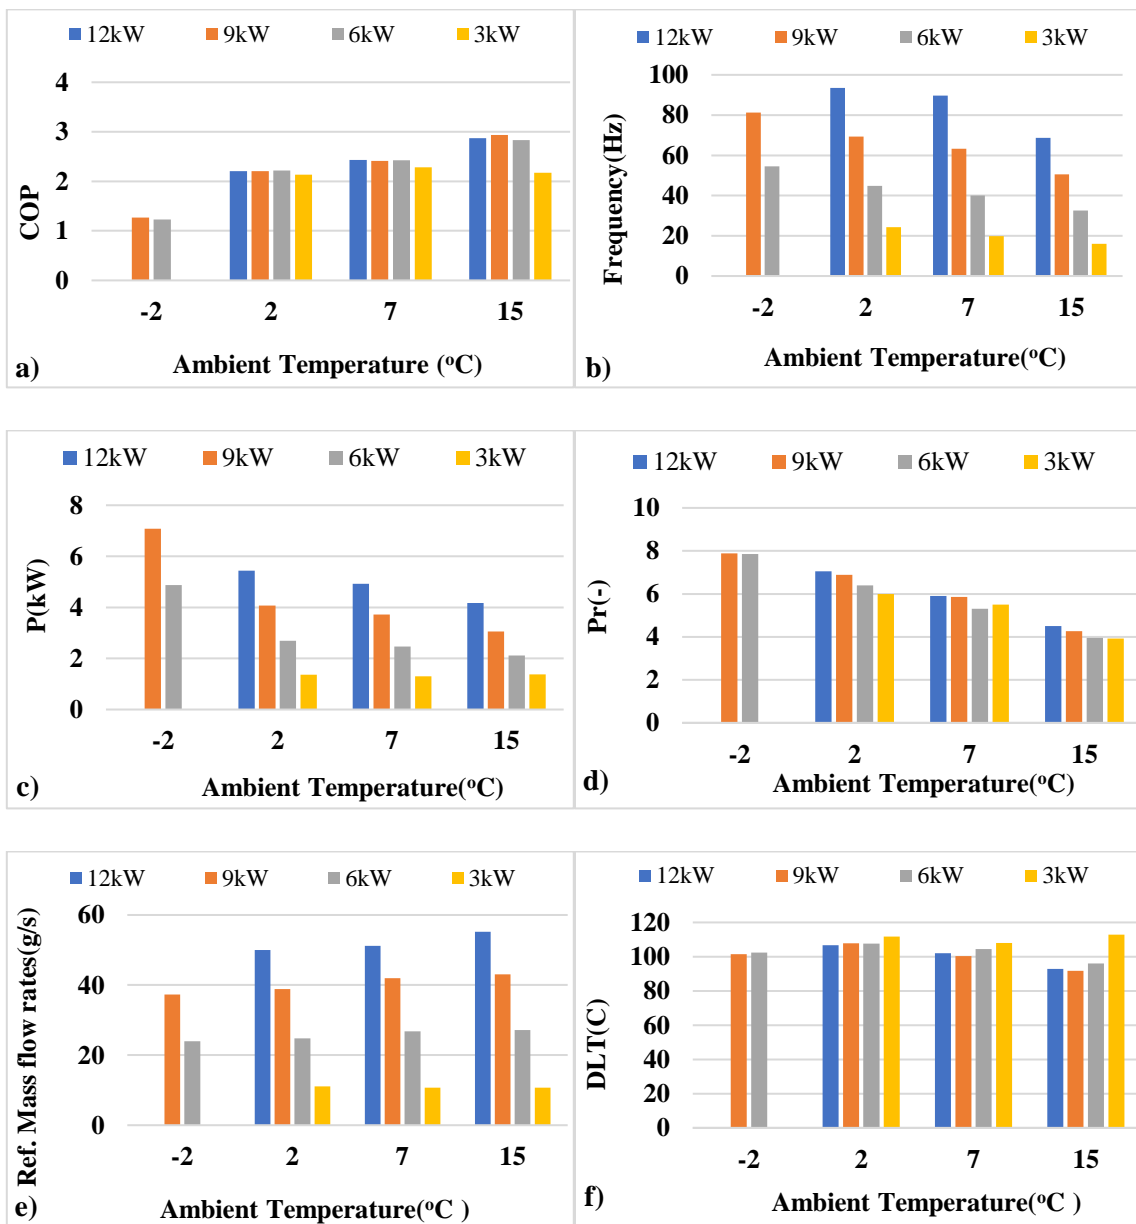 12kW 9kW 6kW 3kW
4
3
2
1
0
COP
-2 2 7 15
Ambient Temperature (°C)
a)
12kW 9kW 6kW 3kW
100
80
60
40
20
0
Frequency(Hz)
-2 2 7 15
Ambient Temperature(°C)
b)
12kW 9kW 6kW 3kW
8
6
4
2
0
P(kW)
-2 2 7 15
Ambient Temperature(°C)
c)
12kW 9kW 6kW 3kW
10
8
6
4
2
0
Pr(-)
-2 2 7 15
Ambient Temperature(°C)
d)
12kW 9kW 6kW 3kW
60
40
20
0
Ref. Mass flow rates(g/s)
-2 2 7 15
Ambient Temperature(°C )
e)
12kW 9kW 6kW 3kW
120
100
80
60
40
20
0
DLT(C)
-2 2 7 15
Ambient Temperature(°C )
f)